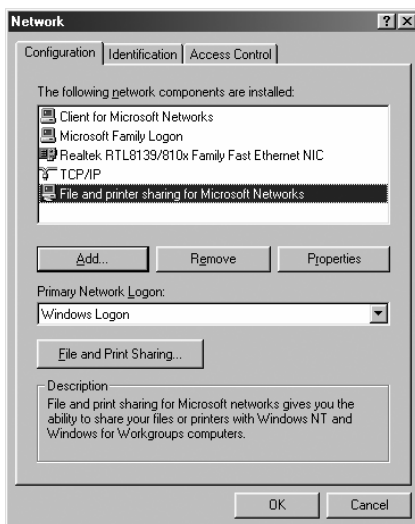 Network
Configuration Identification Access Control
The following network components are installed:
Client for Microsoft Networks
Microsoft Family Logon
Realtek RTL8139/810x Family Fast Ethernet NIC
TCP/IP
File and printer sharing for Microsoft Networks
Add... Remove Properties
Primary Network Logon:
Windows Logon
File and Print Sharing...
Description
File and print sharing for Microsoft networks gives you the
ability to share your files or printers with Windows NT and
Windows for Workgroups computers.
OK Cancel